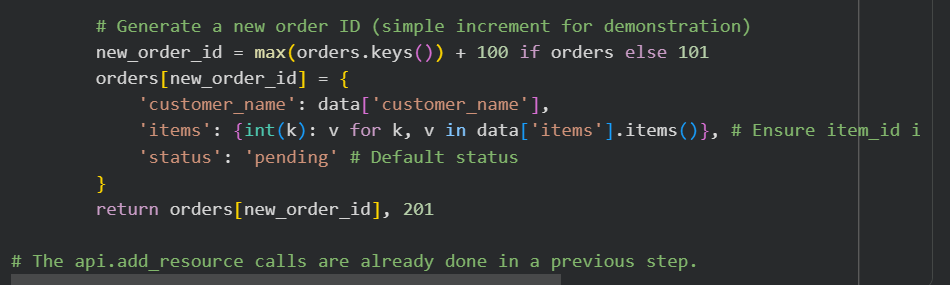 # Generate a new order ID (simple increment for demonstration)
new_order_id = max(orders.keys()) + 100 if orders else 101
orders[new_order_id] = {
'customer_name': data['customer_name'],
'items': {int(k): v for k, v in data['items'].items()}, # Ensure item_id i
'status': 'pending' # Default status
}
return orders[new_order_id], 201
# The api.add_resource calls are already done in a previous step.